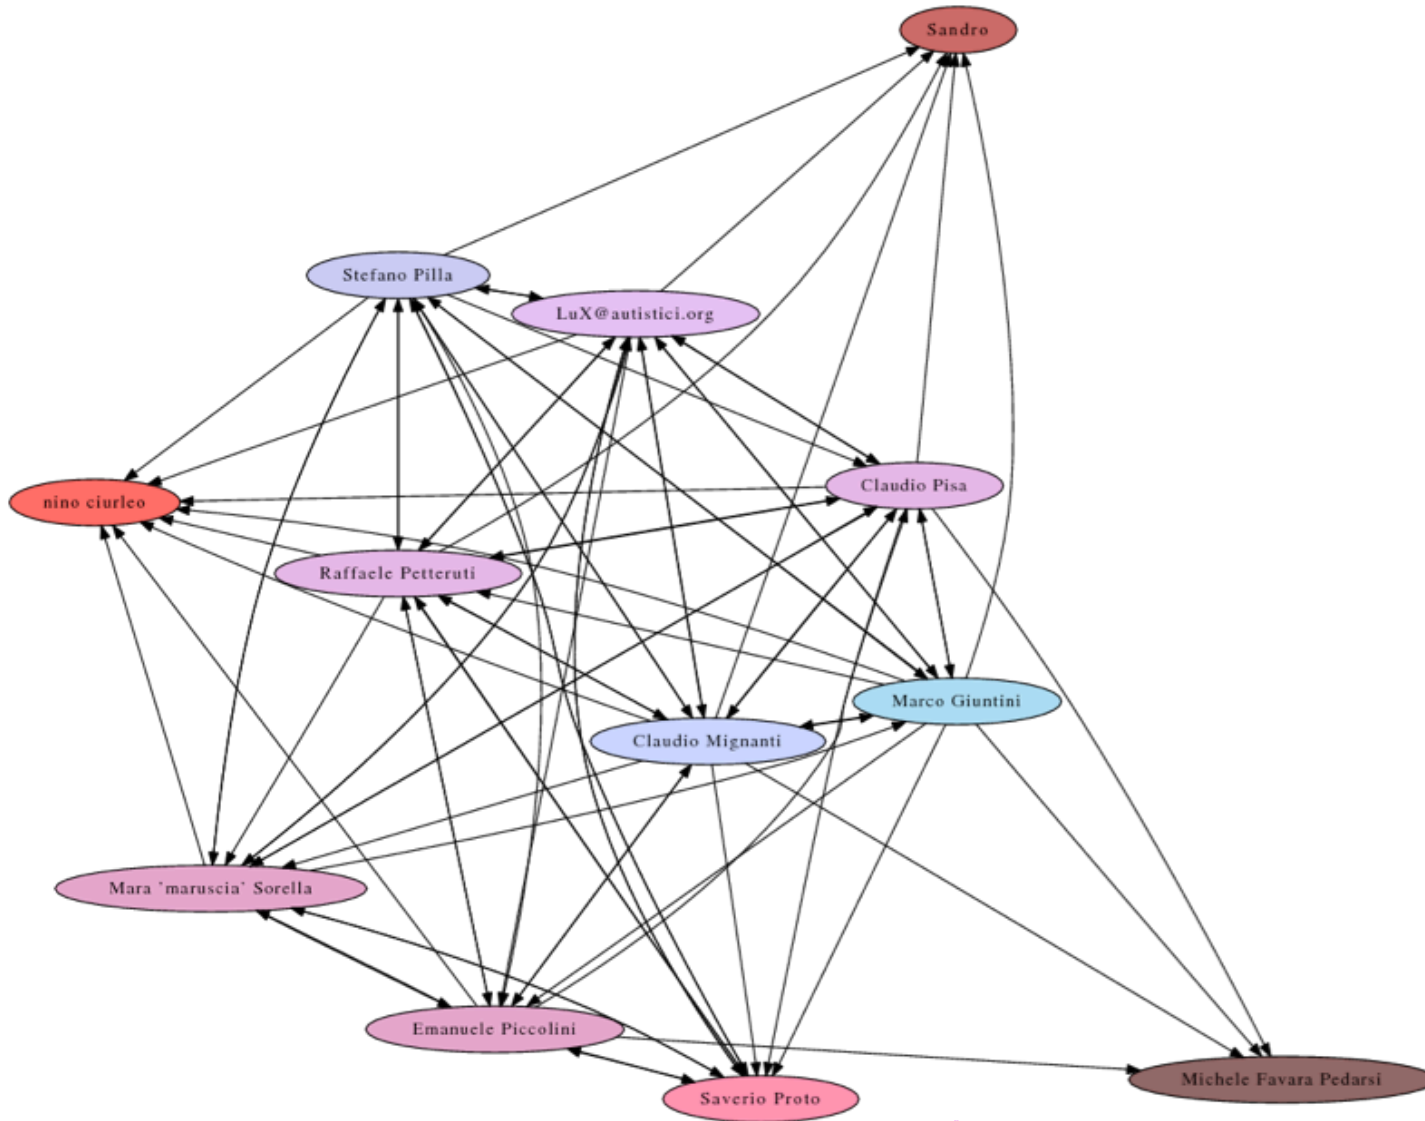 Sandro
Stefano Pilla
LuX@autistici.org
Claudio Pisa
nino ciurleo
Raffaele Petteruti
Marco Giuntini
Claudio Mignanti
Mara 'maruscia' Sorella
Emanuele Piccolini
Michele Favara Pedarsi
Saverio Proto